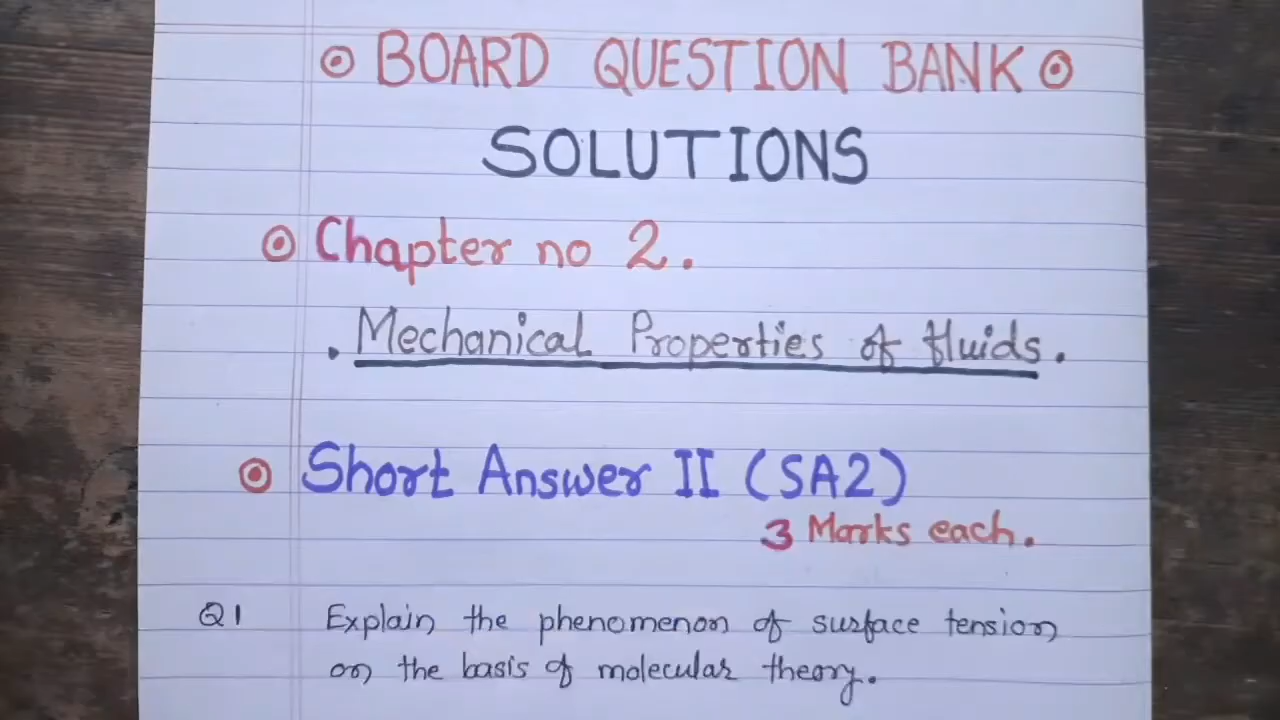 BOARD QUESTION BANK
SOLUTIONS
Chapter no 2.
. Mechanical Properties of fluids.
Short Answer II (SA2)
3 Marks each.
Q1 Explain the phenomenon of surface tension
on the basis of molecular theory.